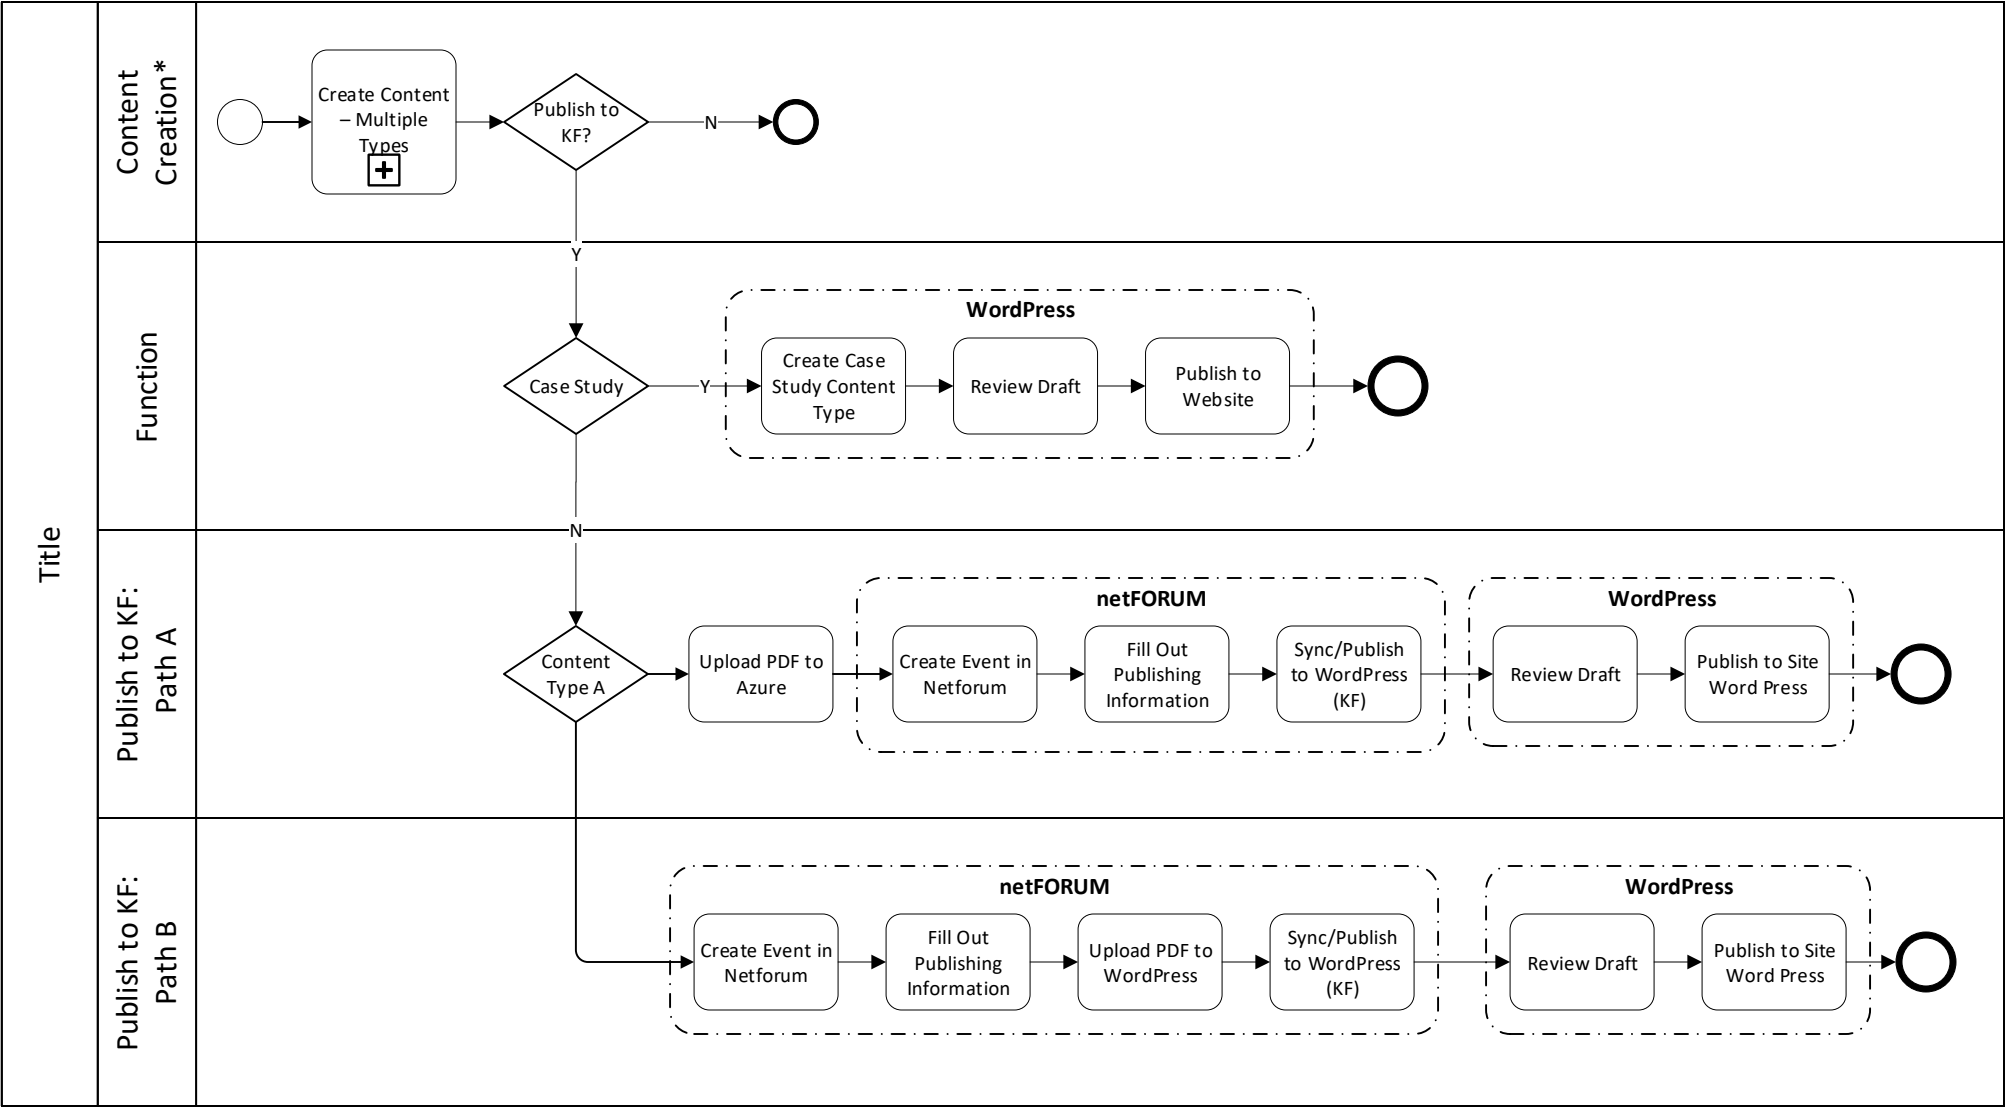 Title
Content
Creation*
Create Content
– Multiple
Types
Publish to
KF?
N
Y
Function
Case Study
Y
WordPress
Create Case
Study Content
Type
Review Draft
Publish to
Website
N
Publish to KF:
Path A
Content
Type A
Upload PDF to
Azure
netFORUM
Create Event in
Netforum
Fill Out
Publishing
Information
Sync/Publish
to WordPress
(KF)
WordPress
Review Draft
Publish to Site
Word Press
Publish to KF:
Path B
netFORUM
Create Event in
Netforum
Fill Out
Publishing
Information
Upload PDF to
WordPress
Sync/Publish
to WordPress
(KF)
WordPress
Review Draft
Publish to Site
Word Press